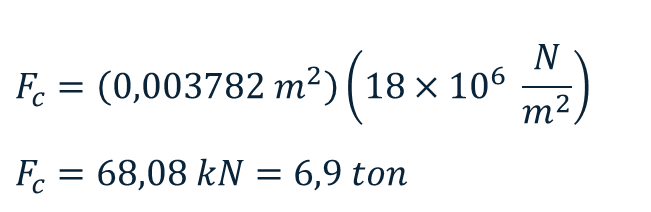 F_c = (0,003782 m²) (18 × 10⁶ N/m²)
F_c = 68,08 kN = 6,9 ton